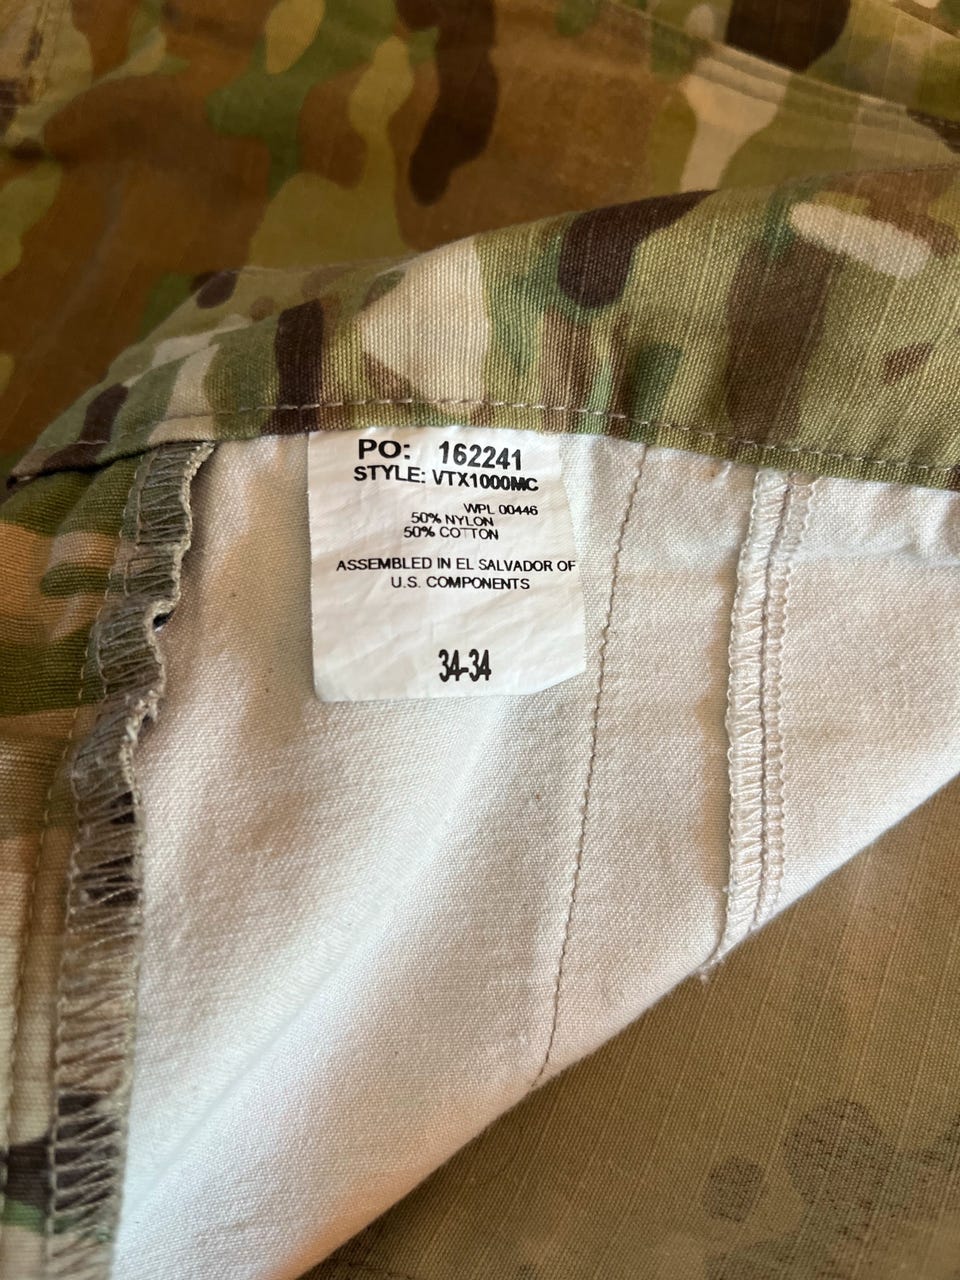 PO: 162241
STYLE: VTX1000MC
WPL 00446
50% NYLON
50% COTTON
ASSEMBLED IN EL SALVADOR OF
U.S. COMPONENTS
34-34